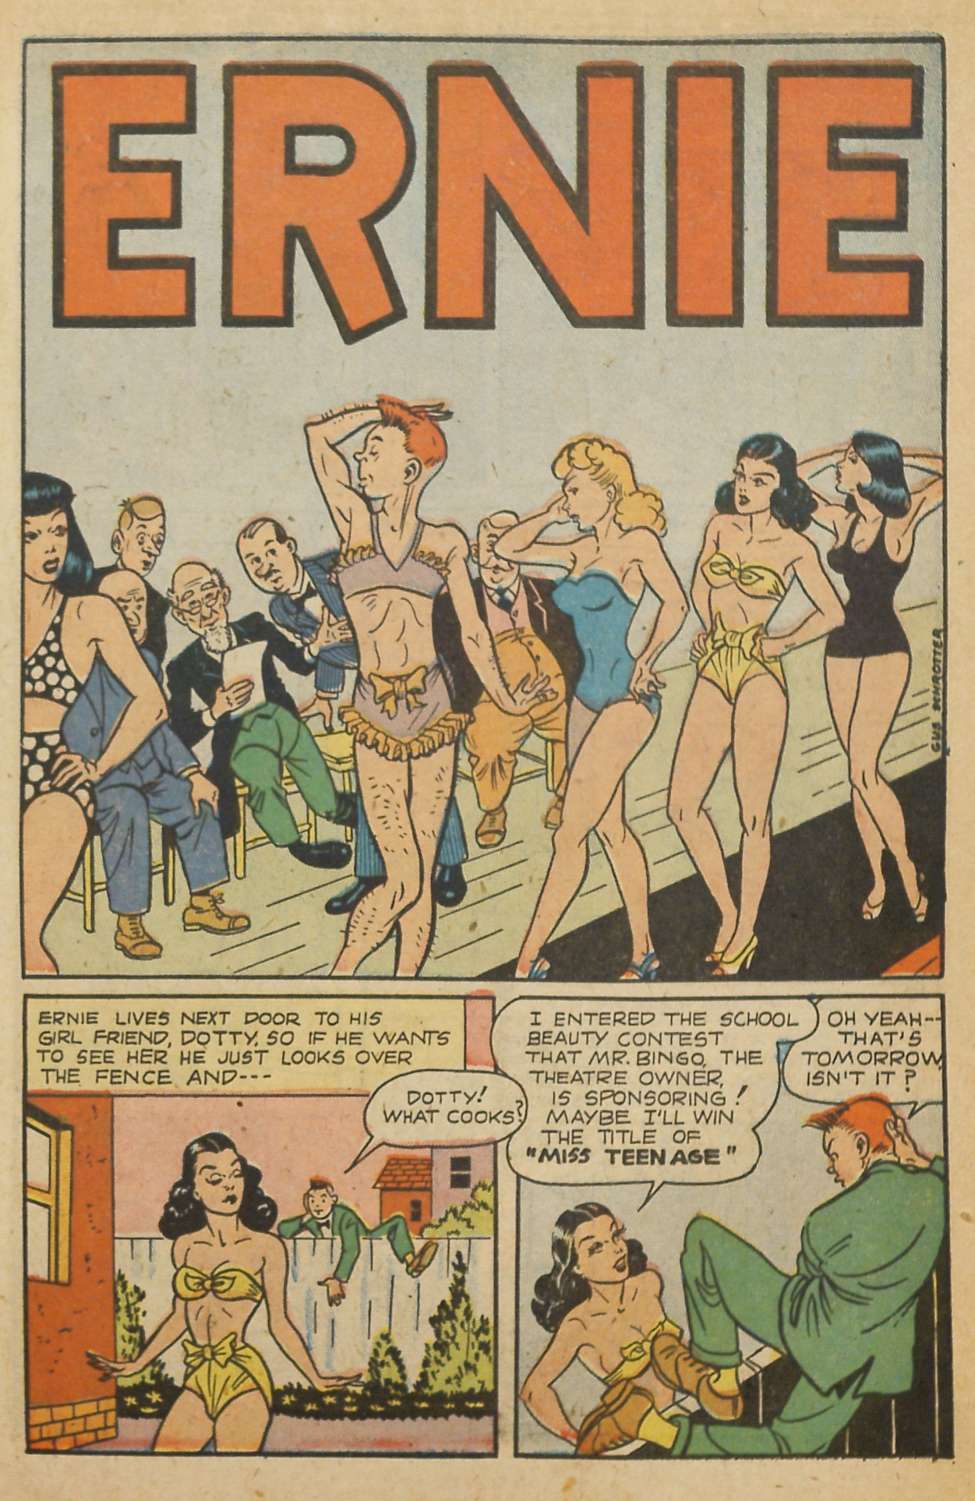 ERNIE
GUS SCHROTTER
ERNIE LIVES NEXT DOOR TO HIS
GIRL FRIEND, DOTTY, SO IF HE WANTS
TO SEE HER HE JUST LOOKS OVER
THE FENCE AND---
DOTTY!
WHAT COOKS?
I ENTERED THE SCHOOL
BEAUTY CONTEST
THAT MR. BINGO, THE
THEATRE OWNER,
IS SPONSORING!
MAYBE I'LL WIN
THE TITLE OF
"MISS TEEN AGE"
OH YEAH--
THAT'S
TOMORROW,
ISN'T IT?